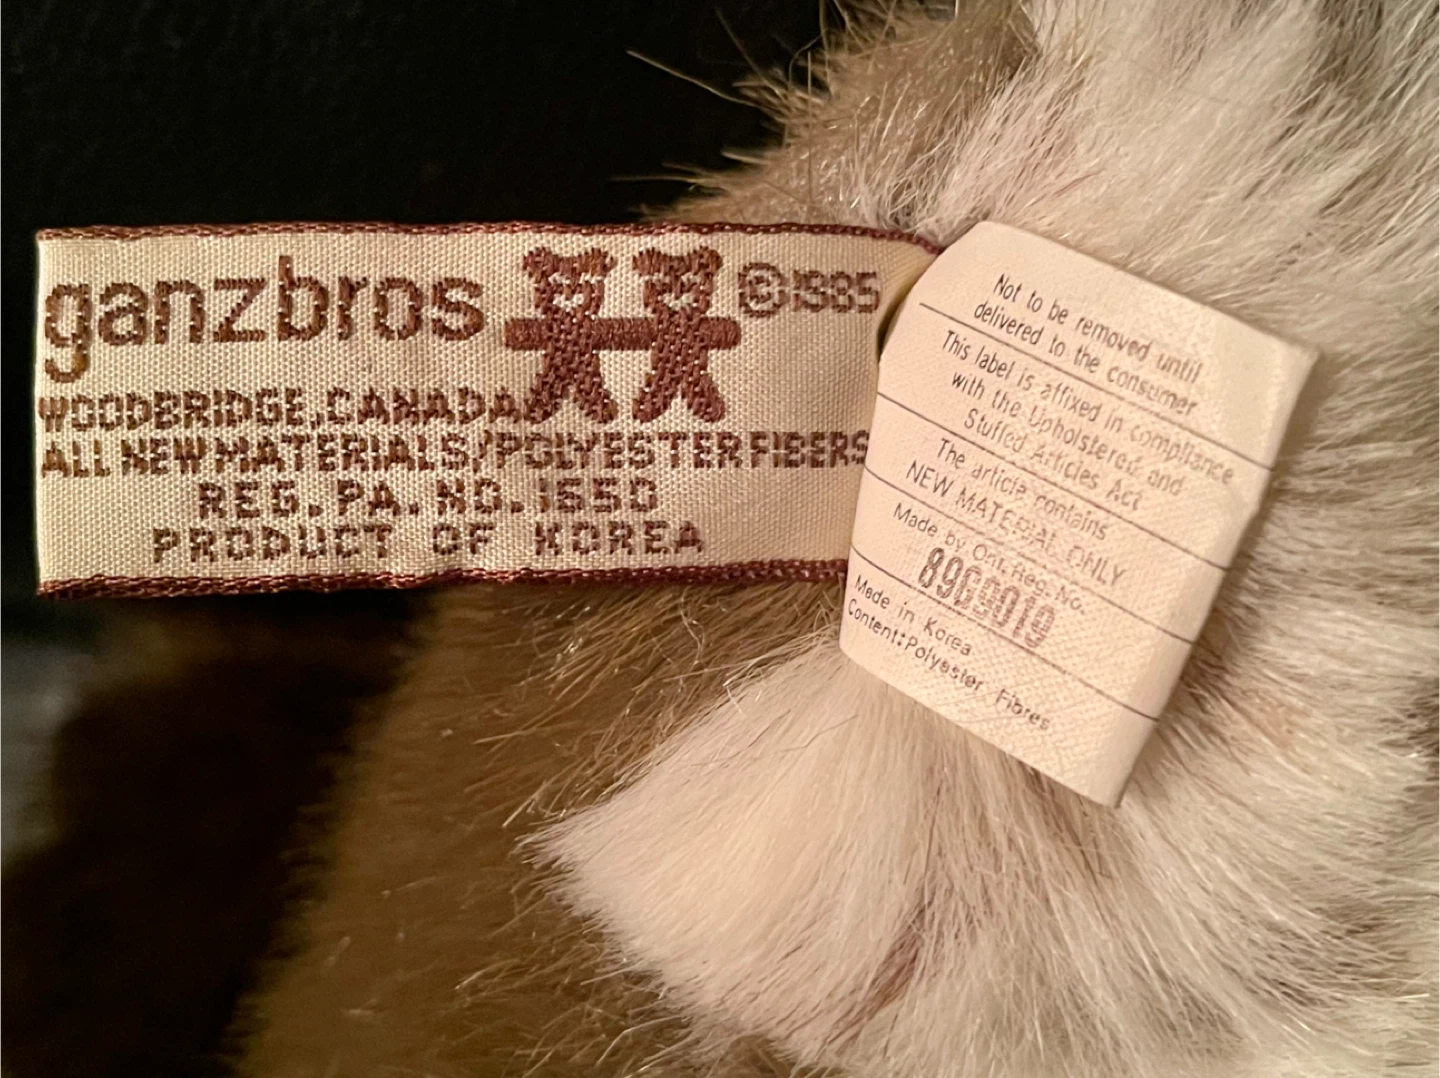 ganzbros ©1985
WOODBRIDGE, CANADA
ALL NEW MATERIALS/POLYESTER FIBERS
REG. PA. NO. 1650
PRODUCT OF KOREA
Not to be removed until
delivered to the consumer
This label is affixed in compliance
with the Upholstered and
Stuffed Articles Act
The article contains
NEW MATERIAL ONLY
Made by Ont. Reg. No.
89G9019
Made in Korea
Content:Polyester Fibres